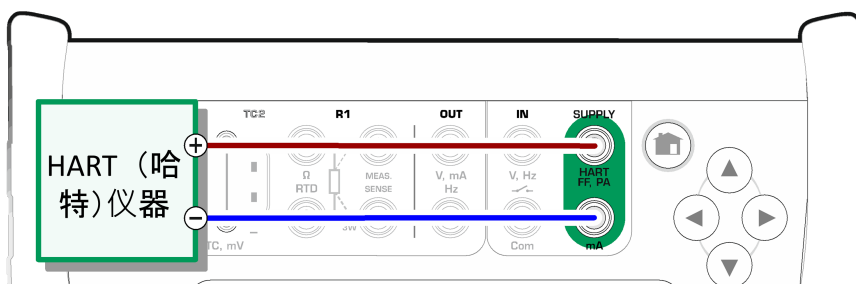 TC2 R1 OUT IN SUPPLY
HART（哈
特)仪器
+
Ω MEAS. V, mA V, Hz HART
RTD SENSE Hz FF, PA
−
3W
TC, mV Com mA